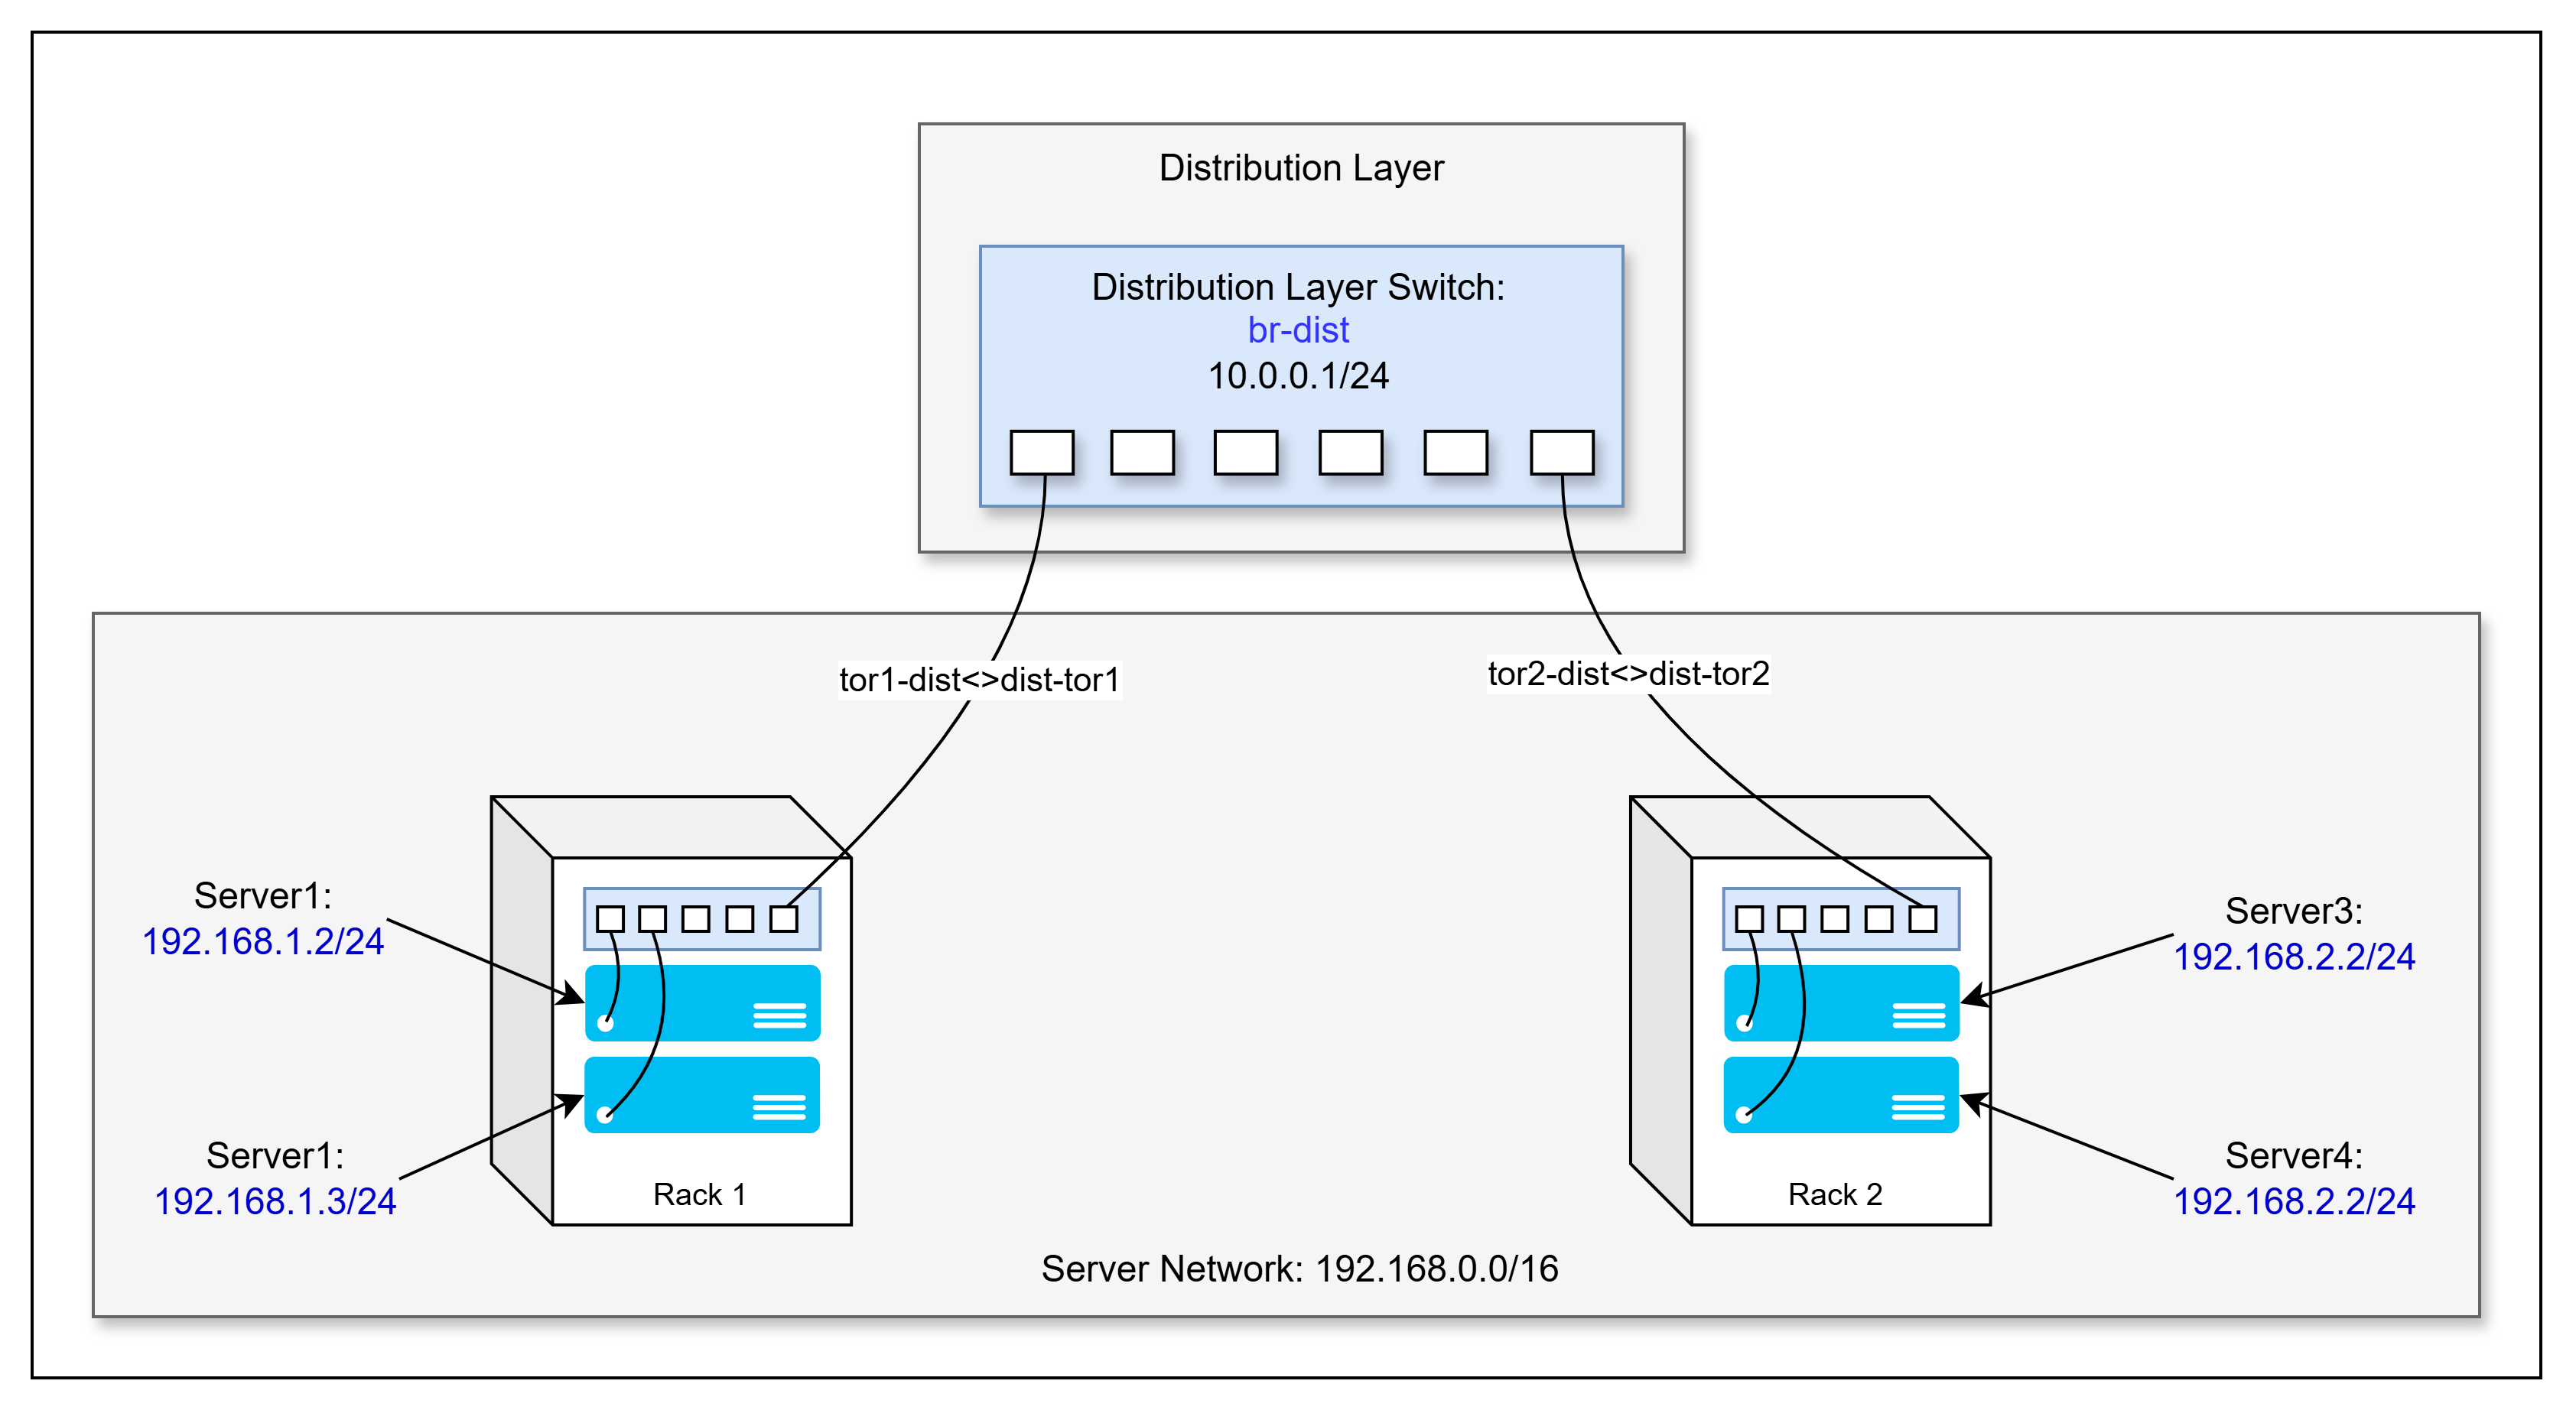 Distribution Layer
Distribution Layer Switch:
br-dist
10.0.0.1/24
tor1-dist<>dist-tor1
tor2-dist<>dist-tor2
Server1:
192.168.1.2/24
Server1:
192.168.1.3/24
Rack 1
Server3:
192.168.2.2/24
Server4:
192.168.2.2/24
Rack 2
Server Network: 192.168.0.0/16